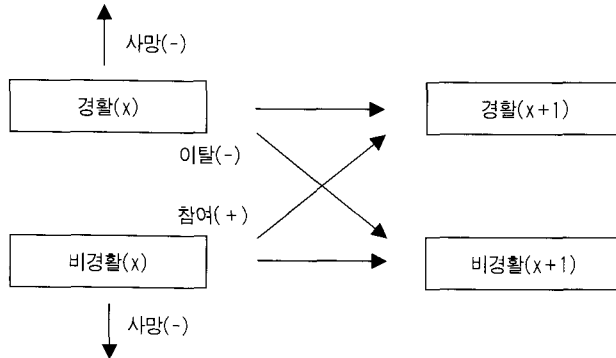 사망(-)
경활(x)
경활(x+1)
이탈(-)
참여(+)
비경활(x)
비경활(x+1)
사망(-)